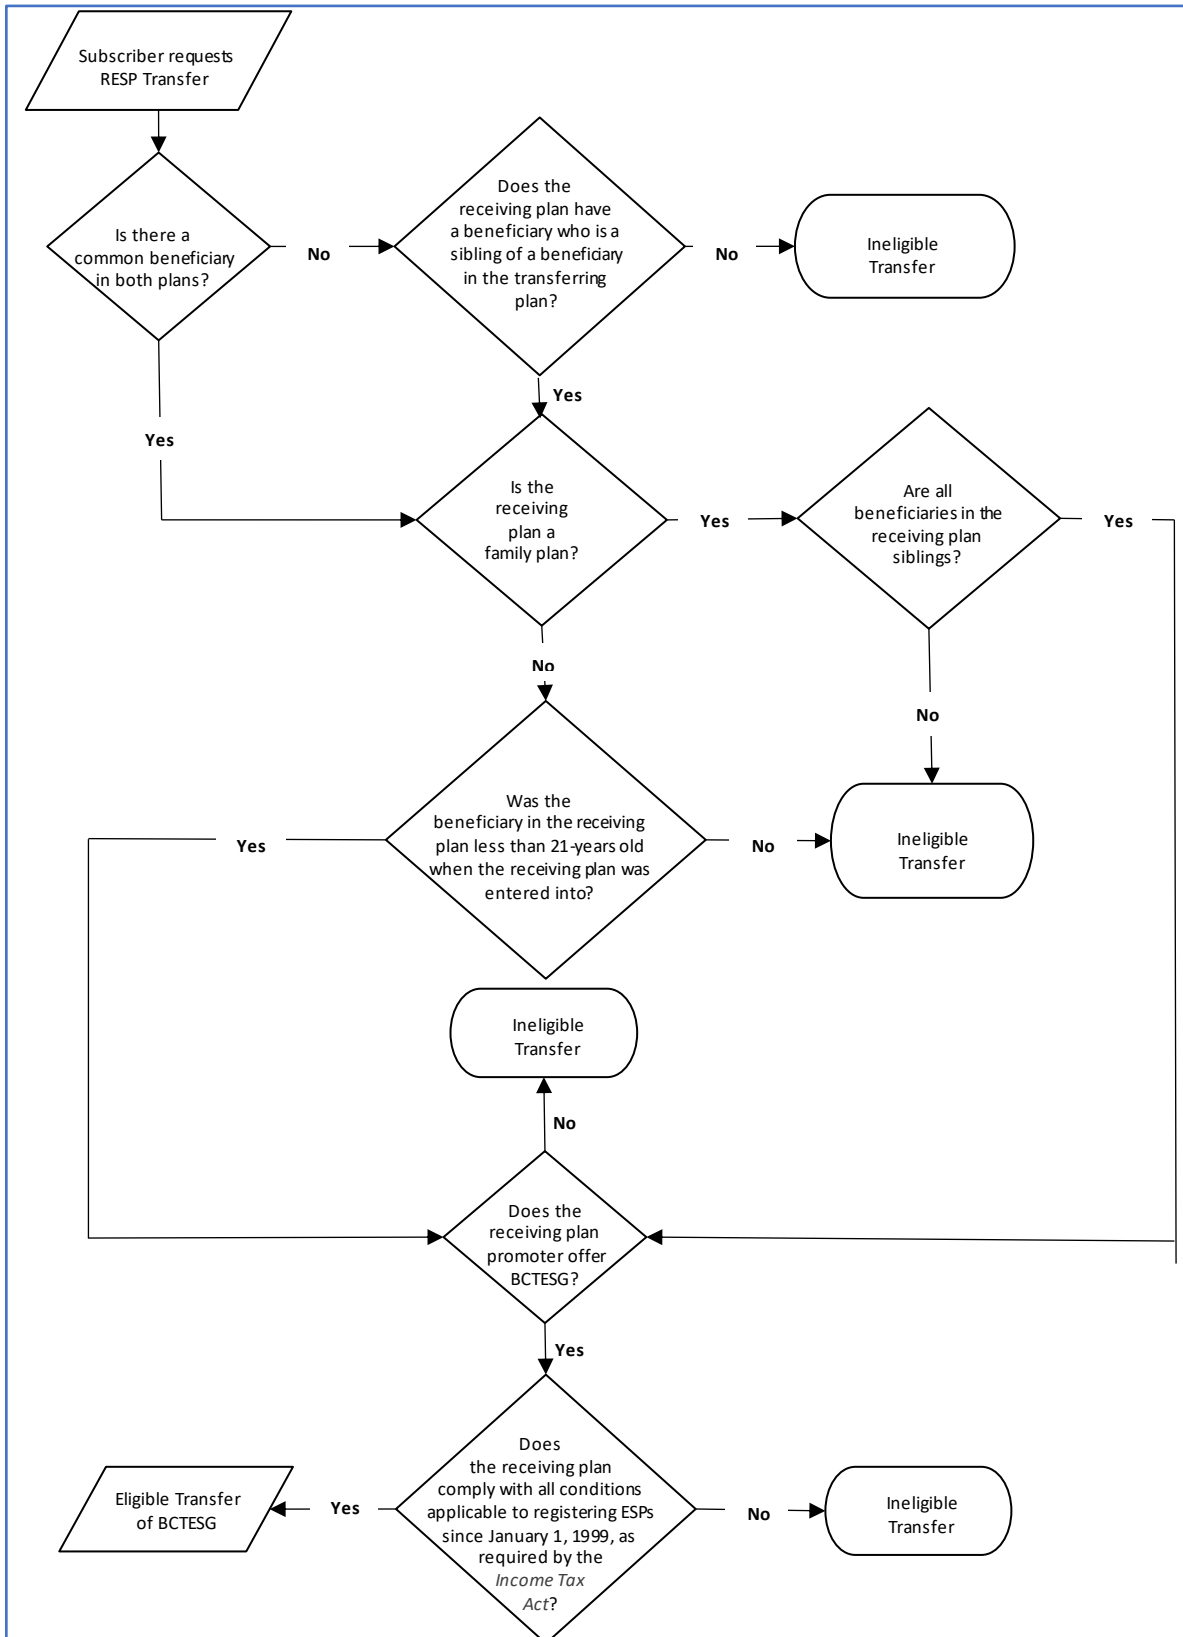 Subscriber requests
RESP Transfer
Does the
receiving plan have
a beneficiary who is a
sibling of a beneficiary
in the transferring
plan?
Is there a
common beneficiary
in both plans?
No
No
Ineligible
Transfer
Yes
Yes
Is the
receiving
plan a
family plan?
Yes
Are all
beneficiaries in the
receiving plan
siblings?
Yes
No
No
Was the
beneficiary in the receiving
plan less than 21-years old
when the receiving plan was
entered into?
Yes
No
Ineligible
Transfer
Ineligible
Transfer
No
Does the
receiving plan
promoter offer
BCTESG?
Yes
Does
the receiving plan
comply with all conditions
applicable to registering ESPs
since January 1, 1999, as
required by the
Income Tax
Act?
Yes
Eligible Transfer
of BCTESG
No
Ineligible
Transfer